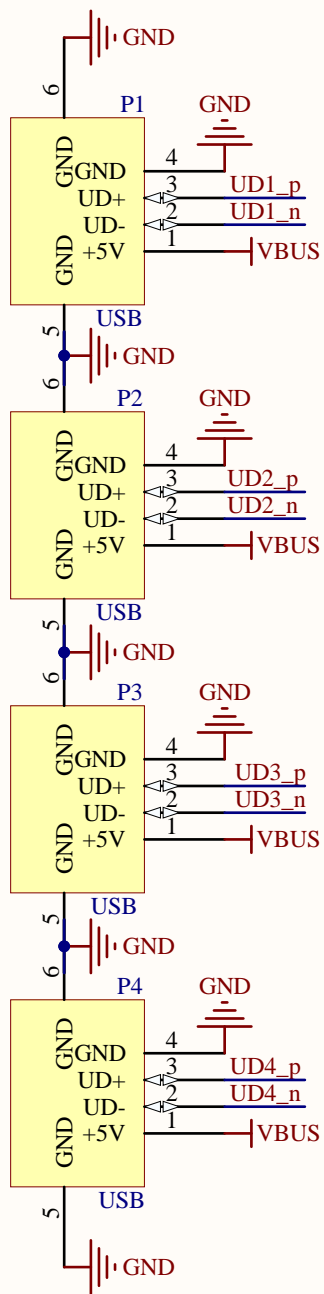 GND
6
P1
GND
GND
GND
4
UD+
3
UD1_p
UD-
2
UD1_n
GND
+5V
1
VBUS
5
USB
GND
6
P2
GND
GND
GND
4
UD+
3
UD2_p
UD-
2
UD2_n
GND
+5V
1
VBUS
5
USB
GND
6
P3
GND
GND
GND
4
UD+
3
UD3_p
UD-
2
UD3_n
GND
+5V
1
VBUS
5
USB
GND
6
P4
GND
GND
GND
4
UD+
3
UD4_p
UD-
2
UD4_n
GND
+5V
1
VBUS
5
USB
GND